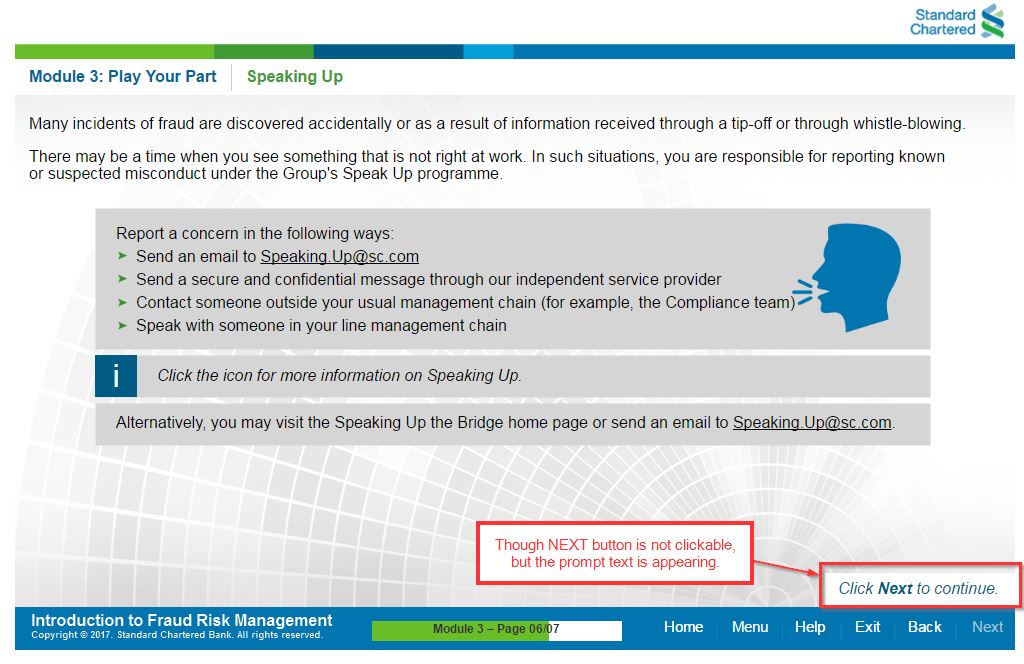 Standard
Chartered
Module 3: Play Your Part
Speaking Up
Many incidents of fraud are discovered accidentally or as a result of information received through a tip-off or through whistle-blowing.
There may be a time when you see something that is not right at work. In such situations, you are responsible for reporting known
or suspected misconduct under the Group's Speak Up programme.
Report a concern in the following ways:
➤ Send an email to Speaking.Up@sc.com
➤ Send a secure and confidential message through our independent service provider
➤ Contact someone outside your usual management chain (for example, the Compliance team)
➤ Speak with someone in your line management chain
i
Click the icon for more information on Speaking Up.
Alternatively, you may visit the Speaking Up the Bridge home page or send an email to Speaking.Up@sc.com.
Though NEXT button is not clickable,
but the prompt text is appearing.
Click Next to continue.
Introduction to Fraud Risk Management
Copyright © 2017. Standard Chartered Bank. All rights reserved.
Module 3 – Page 06/07
Home
Menu
Help
Exit
Back
Next